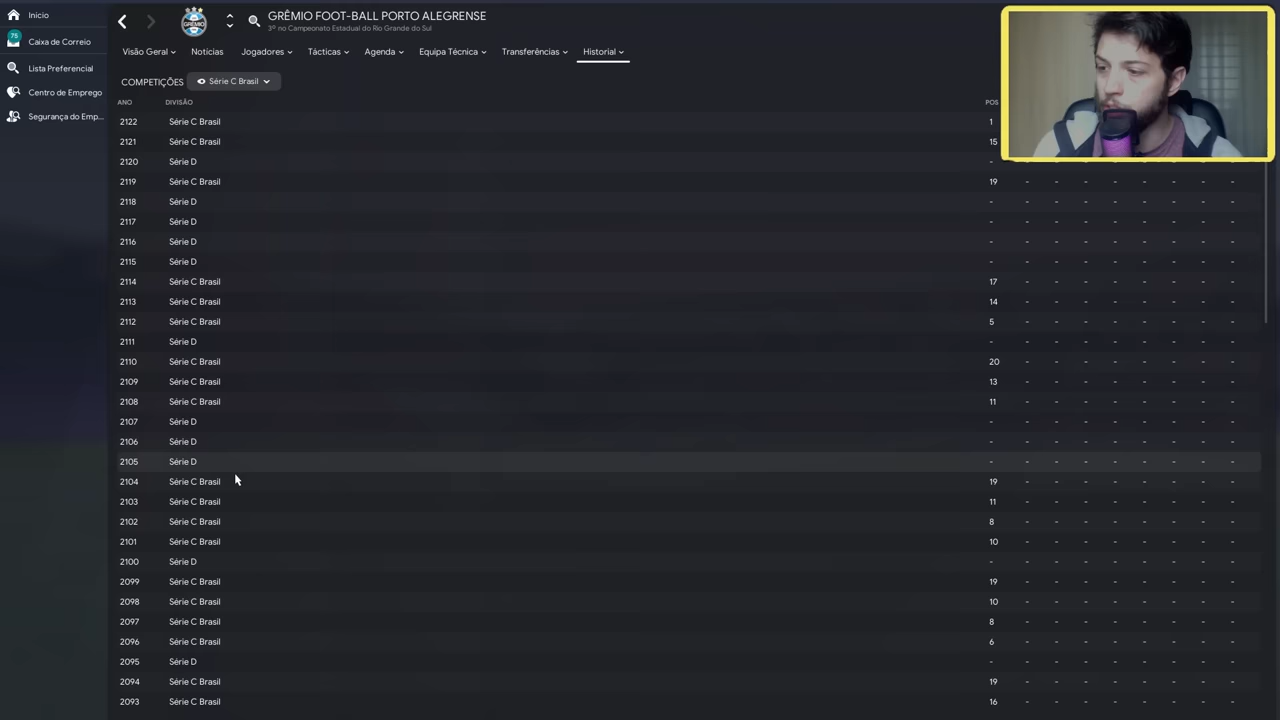 Início
75
Caixa de Correio
Lista Preferencial
Centro de Emprego
Segurança do Emp...
GRÊMIO
GRÊMIO FOOT-BALL PORTO ALEGRENSE
3º no Campeonato Estadual do Rio Grande do Sul
Visão Geral Notícias Jogadores Tácticas Agenda Equipa Técnica Transferências Historial
COMPETIÇÕES Série C Brasil
ANO DIVISÃO POS
2122 Série C Brasil 1
2121 Série C Brasil 15
2120 Série D - - - - - - - - -
2119 Série C Brasil 19 - - - - - - - -
2118 Série D - - - - - - - - -
2117 Série D - - - - - - - - -
2116 Série D - - - - - - - - -
2115 Série D - - - - - - - - -
2114 Série C Brasil 17 - - - - - - - -
2113 Série C Brasil 14 - - - - - - - -
2112 Série C Brasil 5 - - - - - - - -
2111 Série D - - - - - - - - -
2110 Série C Brasil 20 - - - - - - - -
2109 Série C Brasil 13 - - - - - - - -
2108 Série C Brasil 11 - - - - - - - -
2107 Série D - - - - - - - - -
2106 Série D - - - - - - - - -
2105 Série D - - - - - - - - -
2104 Série C Brasil 19 - - - - - - - -
2103 Série C Brasil 11 - - - - - - - -
2102 Série C Brasil 8 - - - - - - - -
2101 Série C Brasil 10 - - - - - - - -
2100 Série D - - - - - - - - -
2099 Série C Brasil 19 - - - - - - - -
2098 Série C Brasil 10 - - - - - - - -
2097 Série C Brasil 8 - - - - - - - -
2096 Série C Brasil 6 - - - - - - - -
2095 Série D - - - - - - - - -
2094 Série C Brasil 19 - - - - - - - -
2093 Série C Brasil 16 - - - - - - - -